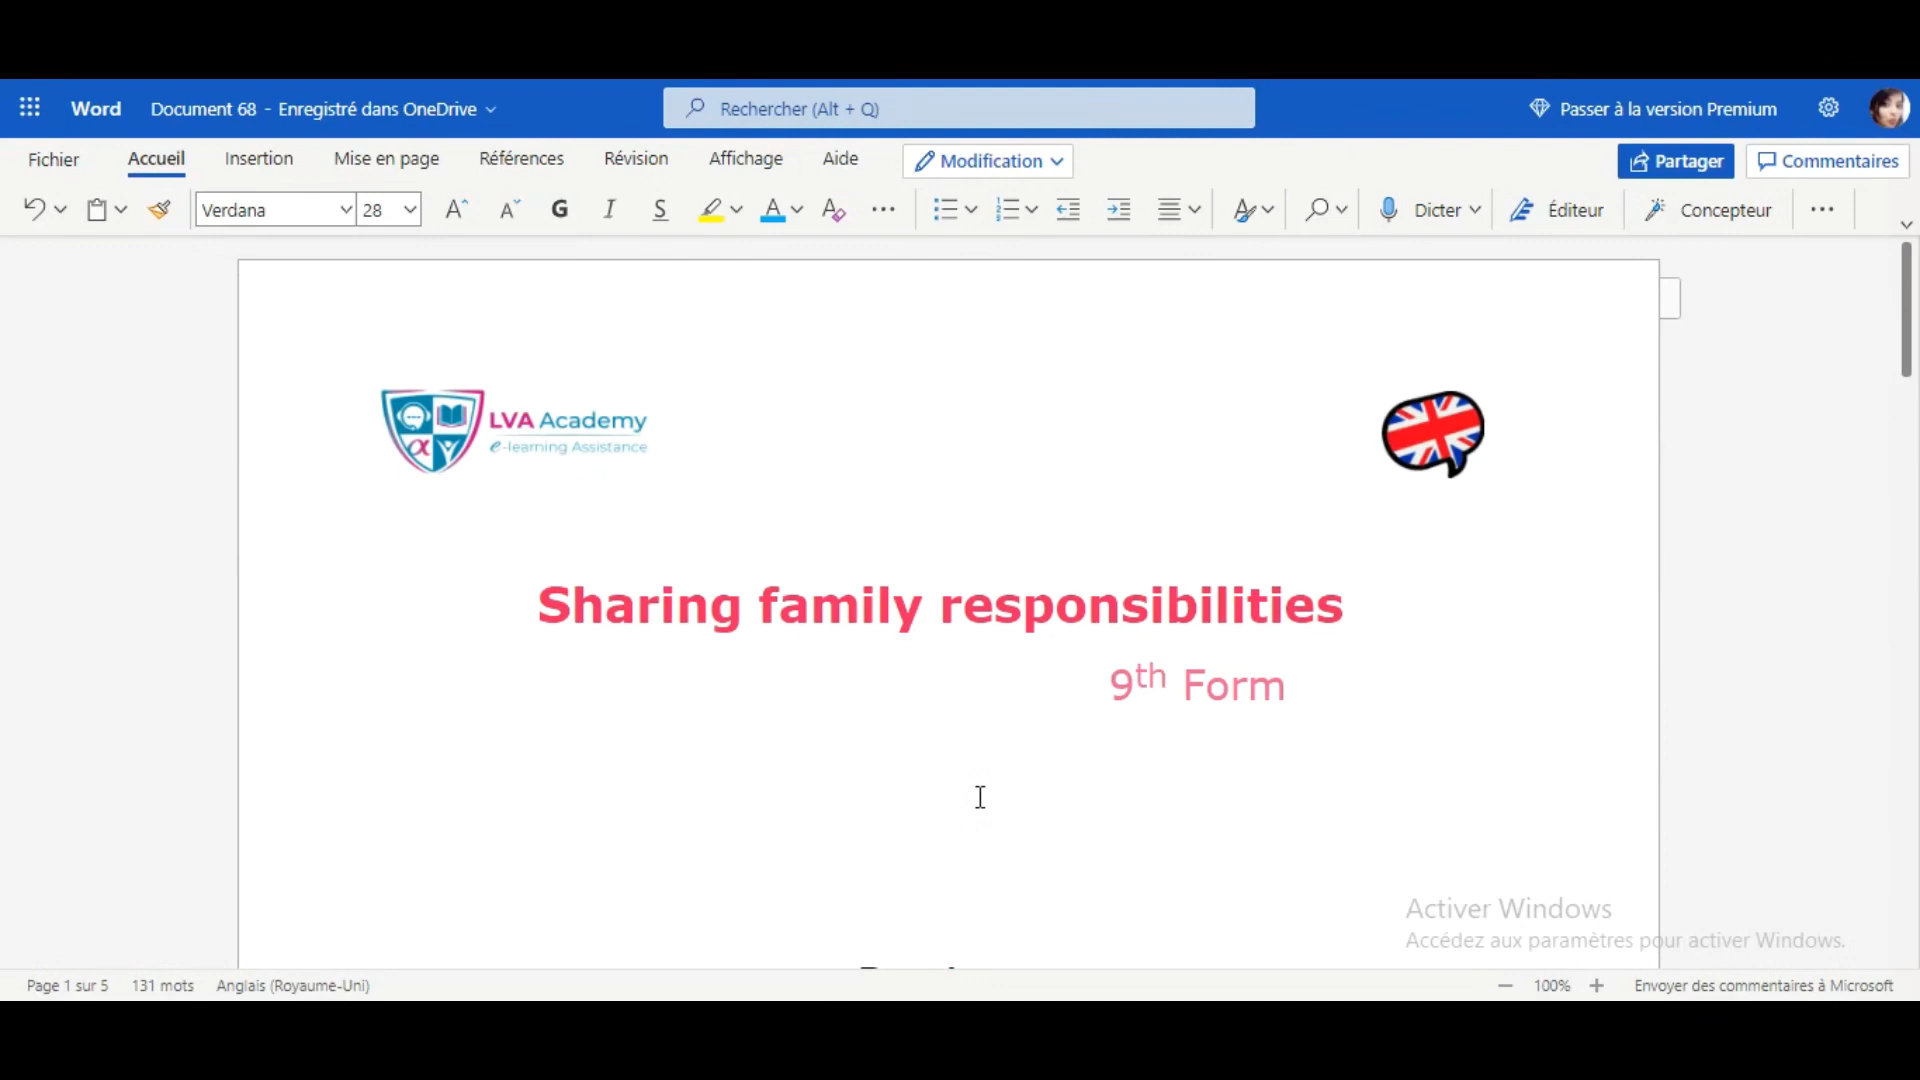 Word
Document 68 - Enregistré dans OneDrive
Rechercher (Alt + Q)
Passer à la version Premium
Fichier
Accueil
Insertion
Mise en page
Références
Révision
Affichage
Aide
Modification
Partager
Commentaires
Verdana
28
G
I
S
Dicter
Éditeur
Concepteur
LVA Academy
e-learning Assistance
Sharing family responsibilities
9th Form
Activer Windows
Accédez aux paramètres pour activer Windows.
Page 1 sur 5
131 mots
Anglais (Royaume-Uni)
100%
Envoyer des commentaires à Microsoft